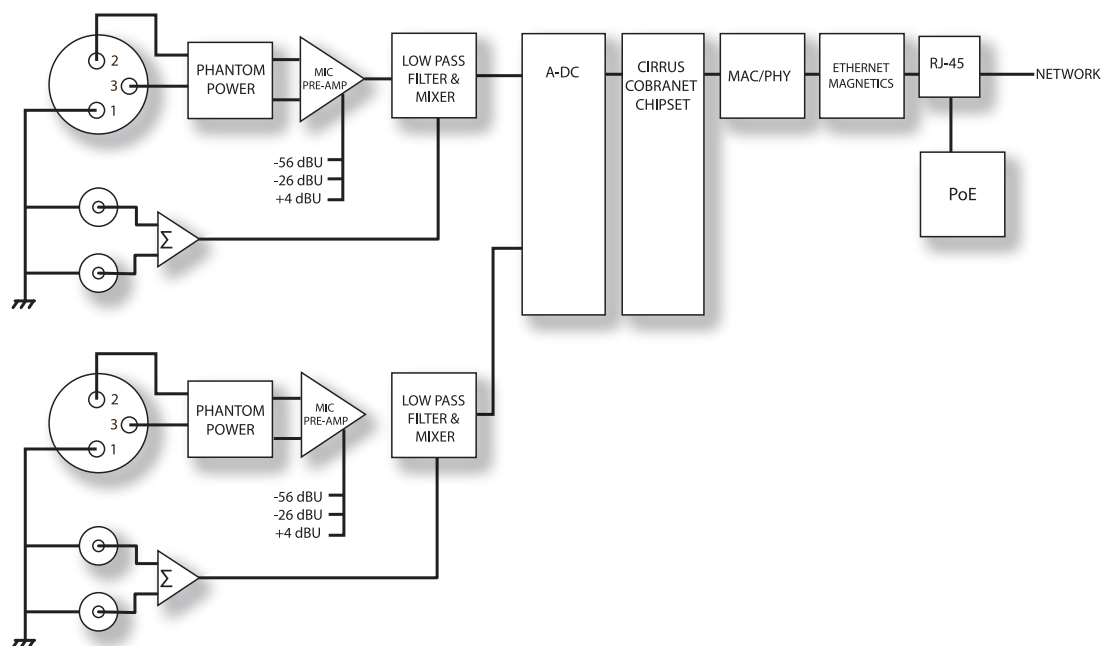 2
3
1
PHANTOM
POWER
MIC
PRE-AMP
-56 dBU
-26 dBU
+4 dBU
Σ
LOW PASS
FILTER &
MIXER
A-DC
CIRRUS
COBRANET
CHIPSET
MAC/PHY
ETHERNET
MAGNETICS
RJ-45
NETWORK
PoE
2
3
1
PHANTOM
POWER
MIC
PRE-AMP
-56 dBU
-26 dBU
+4 dBU
Σ
LOW PASS
FILTER &
MIXER